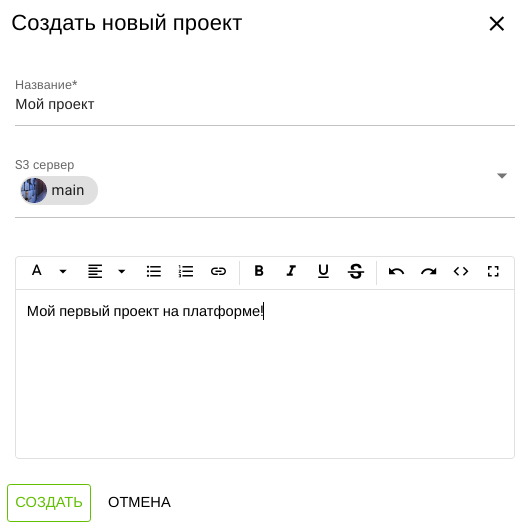 Создать новый проект
Название*
Мой проект
S3 сервер
main
A
B I U S
Мой первый проект на платформе!
СОЗДАТЬ ОТМЕНА